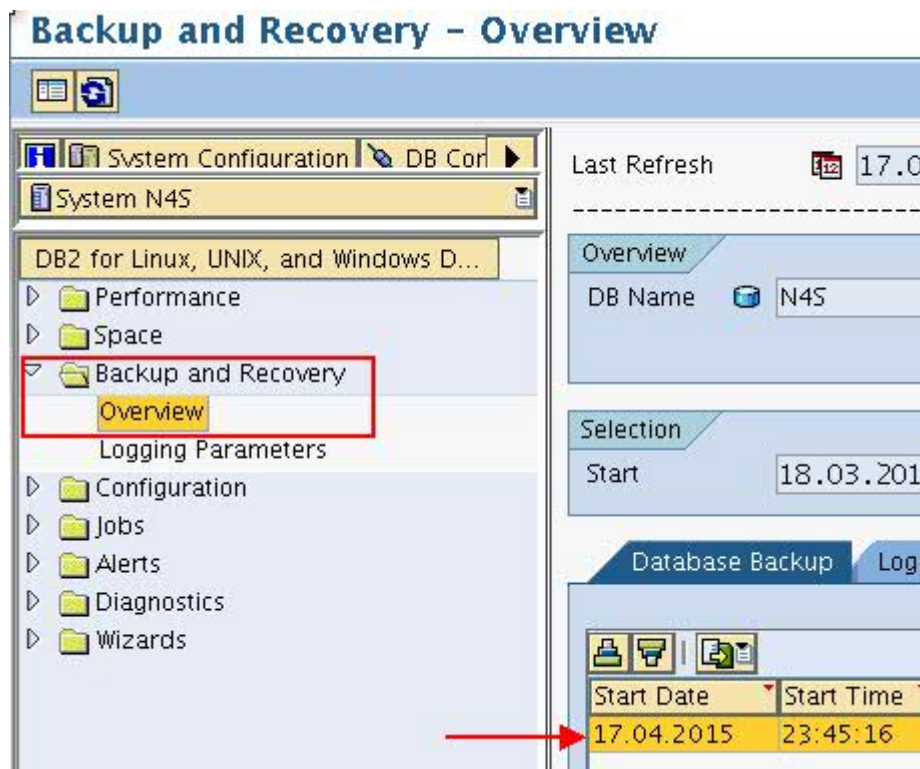 Backup and Recovery - Overview
System Configuration DB Con
System N4S
DB2 for Linux, UNIX, and Windows D...
Performance
Space
Backup and Recovery
Overview
Logging Parameters
Configuration
Jobs
Alerts
Diagnostics
Wizards
Last Refresh 17.0
Overview
DB Name N4S
Selection
Start 18.03.201
Database Backup Log
Start Date Start Time
17.04.2015 23:45:16